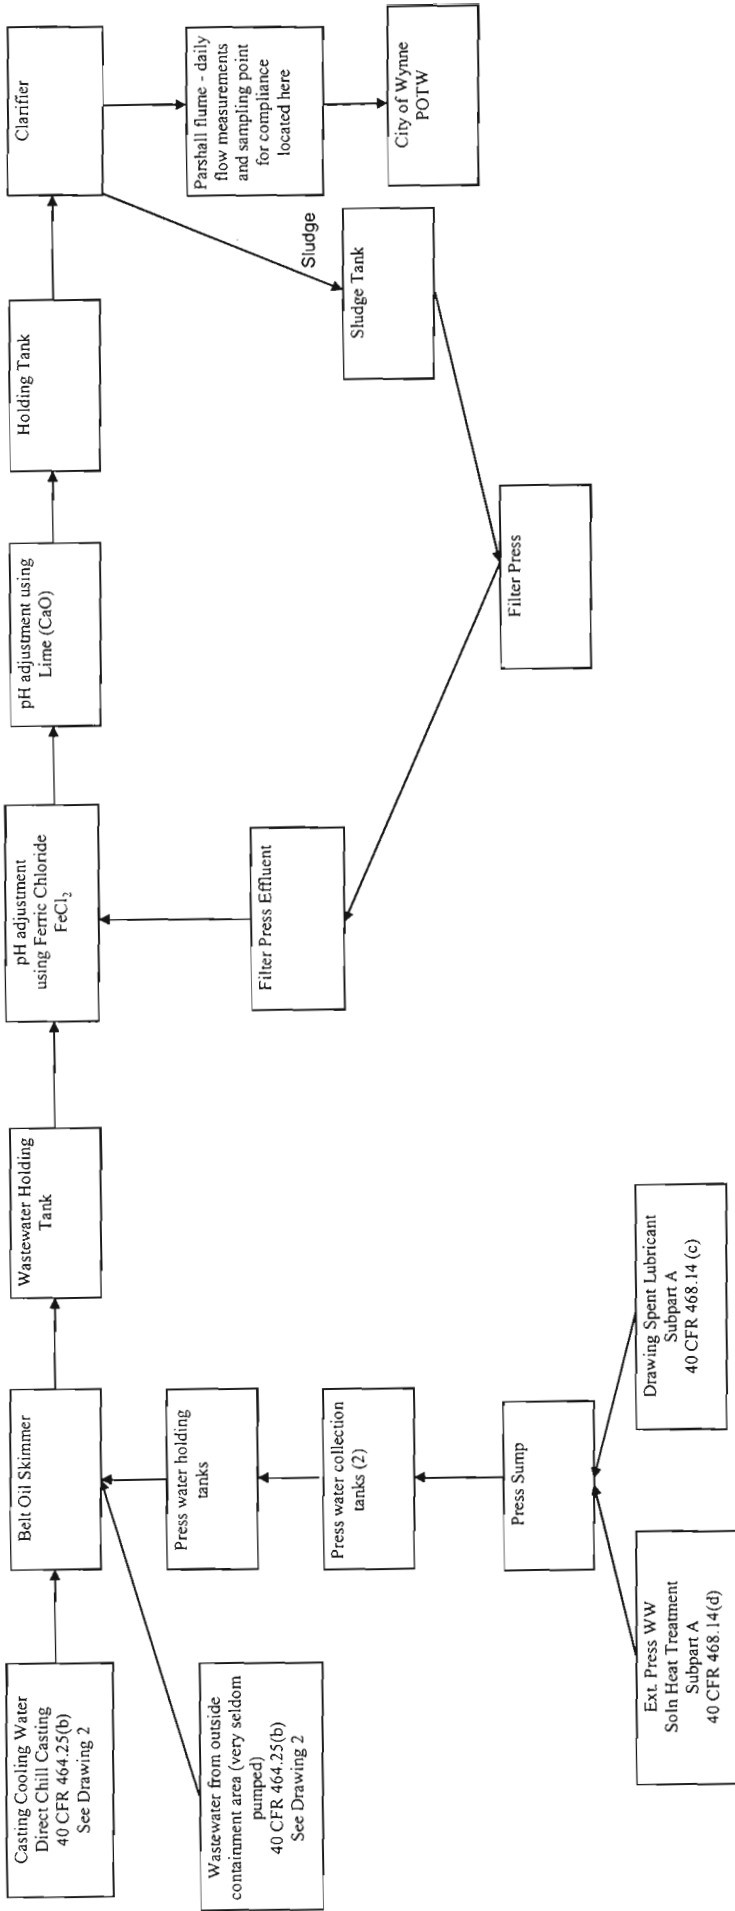 Casting Cooling Water
Direct Chill Casting
40 CFR 464.25(b)
See Drawing 2
Belt Oil Skimmer
Wastewater Holding
Tank
pH adjustment
using Ferric Chloride
FeCl₂
pH adjustment using
Lime (CaO)
Holding Tank
Clarifier
Wastewater from outside
containment area (very seldom
pumped)
40 CFR 464.25(b)
See Drawing 2
Press water holding
tanks
Filter Press Effluent
Parshall flume - daily
flow measurements
and sampling point
for compliance
located here
Sludge
Press water collection
tanks (2)
Sludge Tank
City of Wynne
POTW
Press Sump
Filter Press
Ext. Press WW
Soln Heat Treatment
Subpart A
40 CFR 468.14(d)
Drawing Spent Lubricant
Subpart A
40 CFR 468.14 (c)